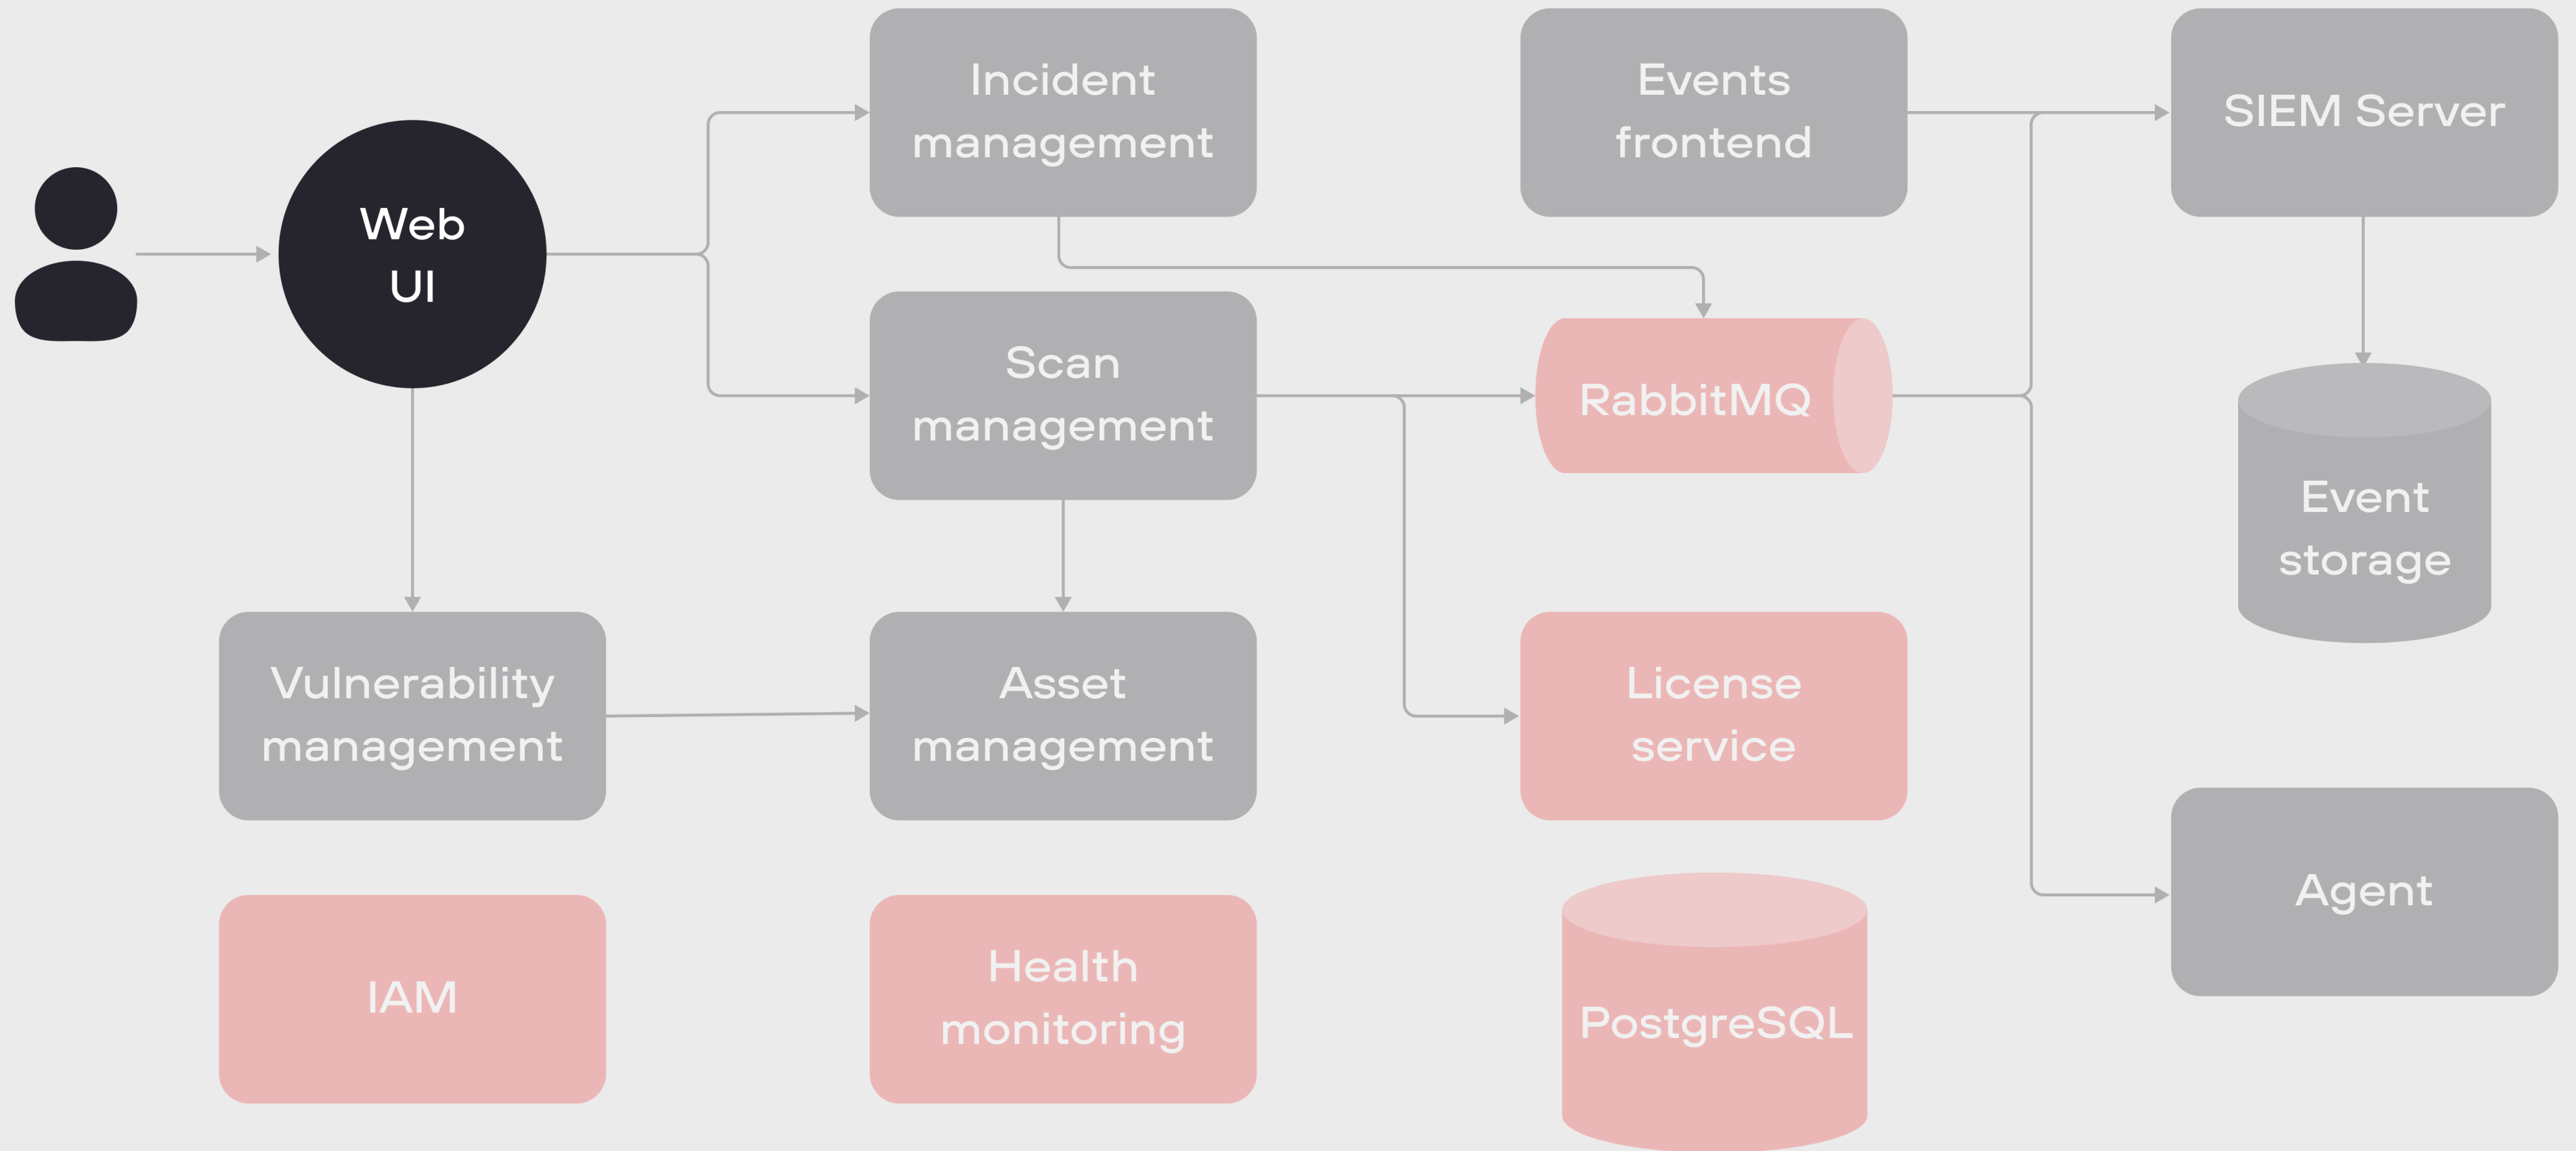 Incident
management
Events
frontend
SIEM Server
Web
UI
Scan
management
RabbitMQ
Event
storage
Vulnerability
management
Asset
management
License
service
Agent
IAM
Health
monitoring
PostgreSQL